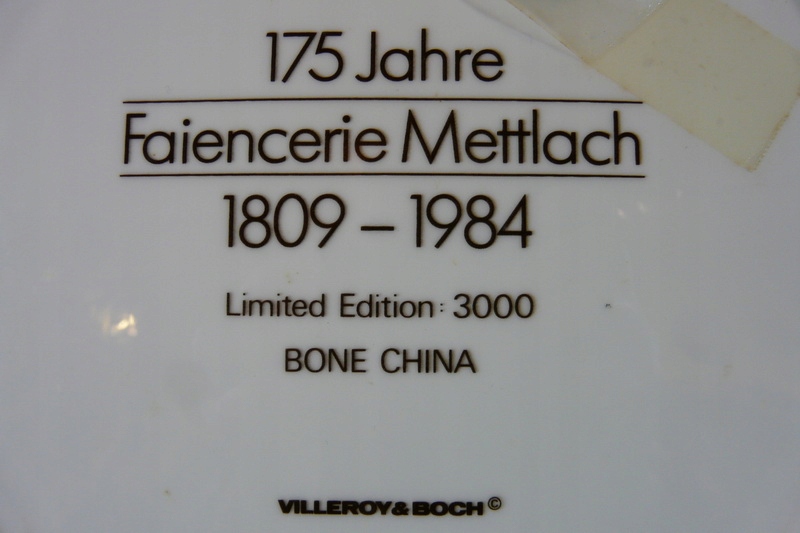 175 Jahre
Faiencerie Mettlach
1809 – 1984
Limited Edition: 3000
BONE CHINA
VILLEROY & BOCH ©